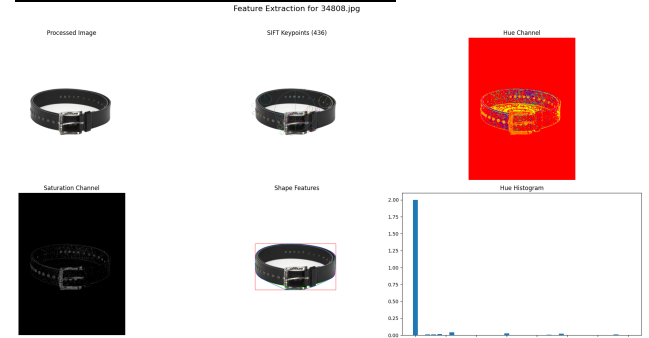 Feature Extraction for 34808.jpg
Processed Image
SIFT Keypoints (436)
Hue Channel
Saturation Channel
Shape Features
Hue Histogram
2.00
1.75
1.50
1.25
1.00
0.75
0.50
0.25
0.00